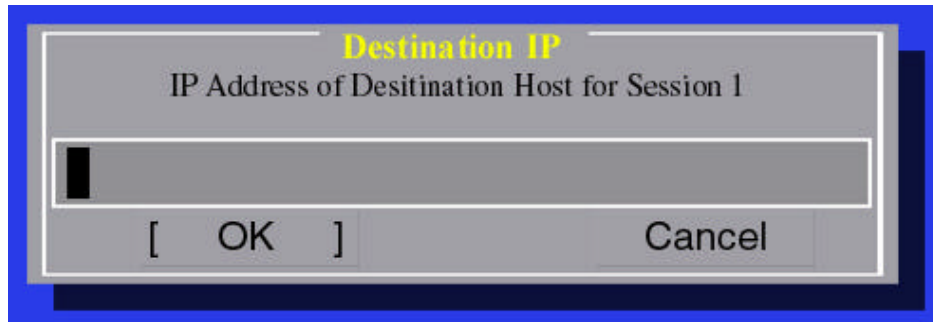 Destination IP
IP Address of Desitination Host for Session 1
[ OK ] Cancel